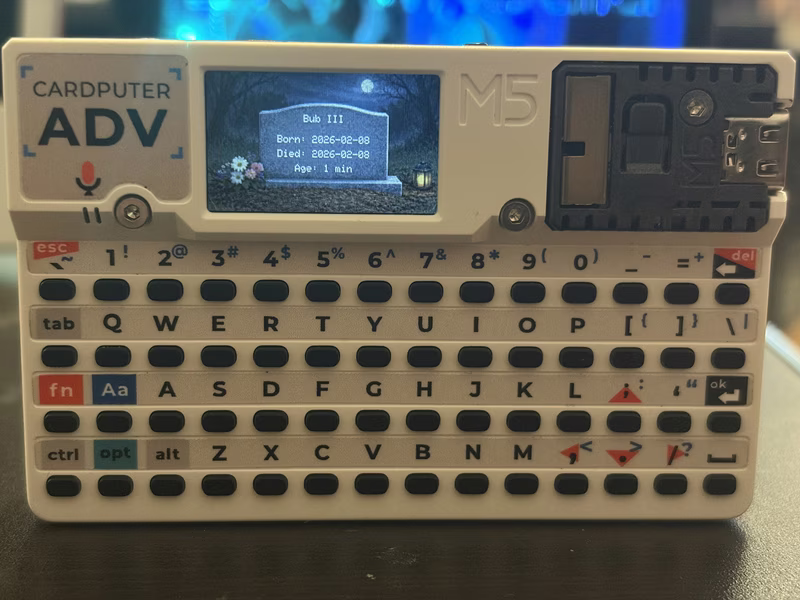 CARDPUTER
ADV
M5
Bub III
Born: 2026-02-08
Died: 2026-02-08
Age: 1 min
M5
esc del
`~ 1! 2@ 3# 4$ 5% 6^ 7& 8* 9( 0) _- =+
tab Q W E R T Y U I O P [{ ]} \|
fn Aa A S D F G H J K L ;: '" ok
ctrl opt alt Z X C V B N M ,< .> /?